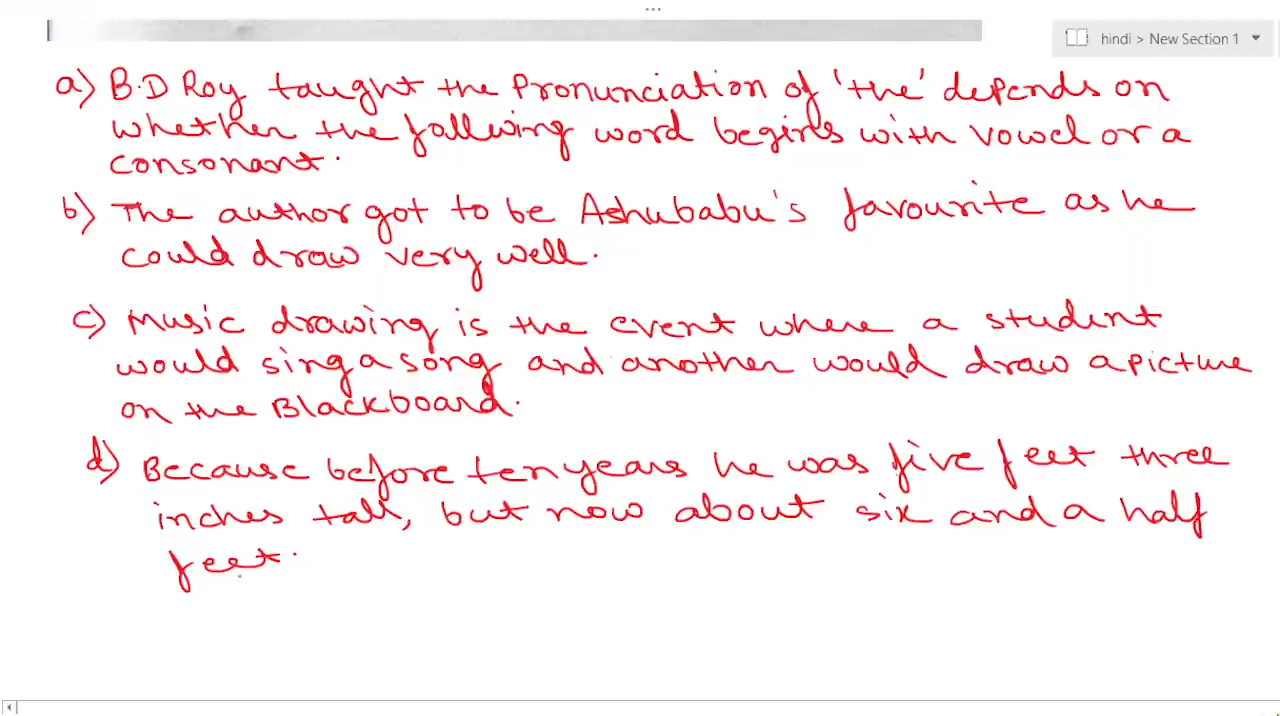 ...
hindi > New Section 1
a) B.D Roy taught the Pronunciation of 'the' depends on
whether the fallwing word begins with vowel or a
consonant.
b) The author got to be Ashubabu's favourite as he
could draw very well.
c) Music drawing is the event where a student
would sing a song and another would draw a picture
on the Blackboard.
d) Because before ten years he was five feet three
inches tall, but now about six and a half
feet.